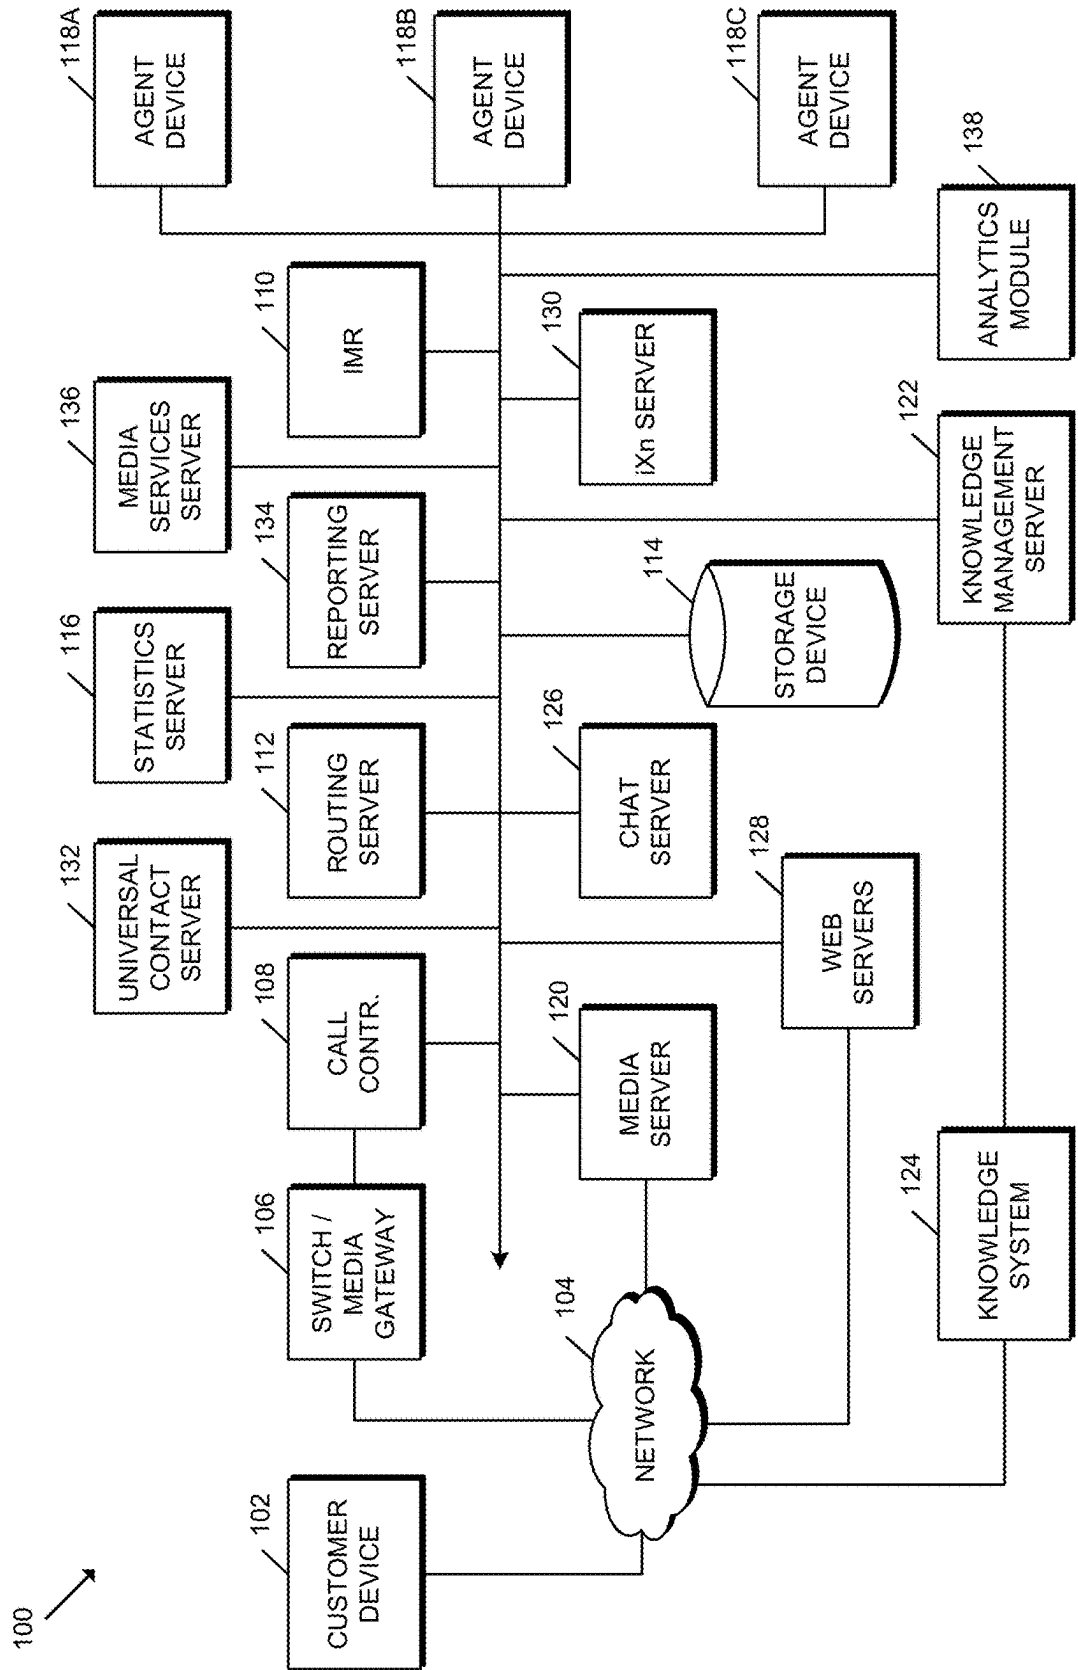 100
102
CUSTOMER
DEVICE
104
NETWORK
106
SWITCH /
MEDIA
GATEWAY
108
CALL
CONTR.
132
UNIVERSAL
CONTACT
SERVER
112
ROUTING
SERVER
116
STATISTICS
SERVER
134
REPORTING
SERVER
136
MEDIA
SERVICES
SERVER
110
IMR
118A
AGENT
DEVICE
118B
AGENT
DEVICE
118C
AGENT
DEVICE
120
MEDIA
SERVER
128
WEB
SERVERS
126
CHAT
SERVER
114
STORAGE
DEVICE
130
iXn SERVER
124
KNOWLEDGE
SYSTEM
122
KNOWLEDGE
MANAGEMENT
SERVER
138
ANALYTICS
MODULE